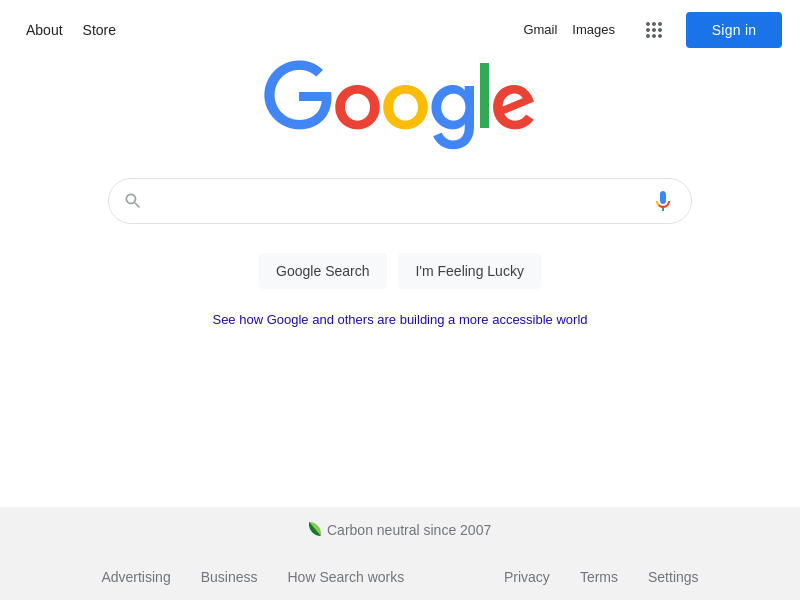 About Store Gmail Images Sign in
Google
Google Search I'm Feeling Lucky
See how Google and others are building a more accessible world
Carbon neutral since 2007
Advertising Business How Search works Privacy Terms Settings